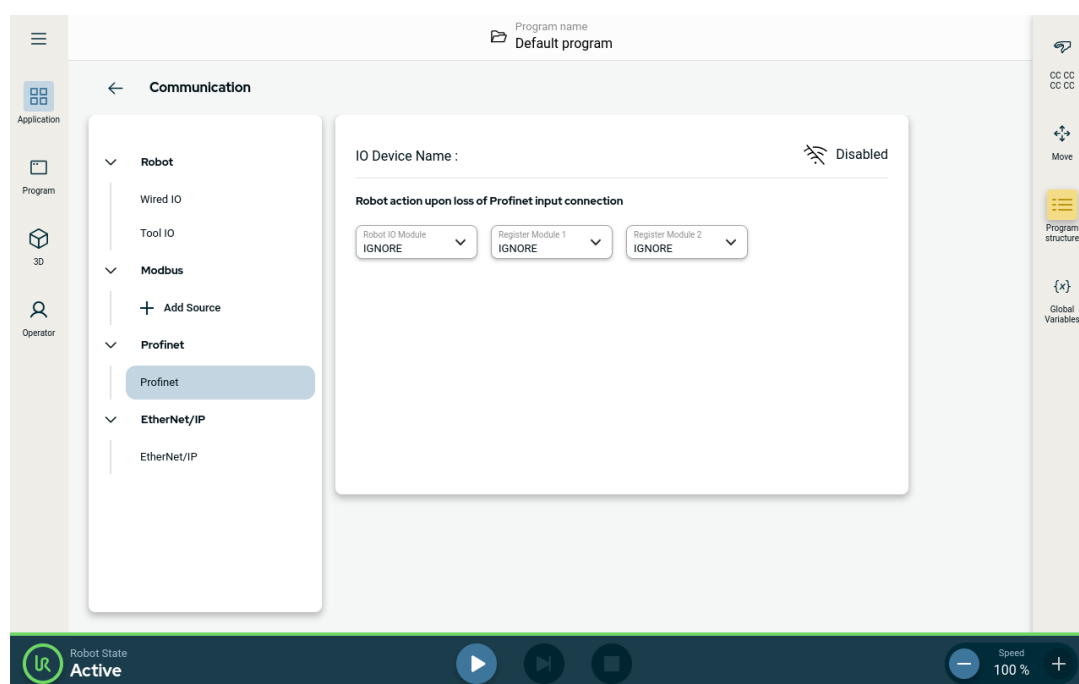 Program name
Default program
Communication
Application
Program
3D
Operator
Robot
Wired IO
Tool IO
Modbus
Add Source
Profinet
Profinet
EtherNet/IP
EtherNet/IP
IO Device Name :
Disabled
Robot action upon loss of Profinet input connection
Robot IO Module
IGNORE
Register Module 1
IGNORE
Register Module 2
IGNORE
CC CC
CC CC
Move
Program
structure
{x}
Global
Variables
UR
Robot State
Active
Speed
100 %